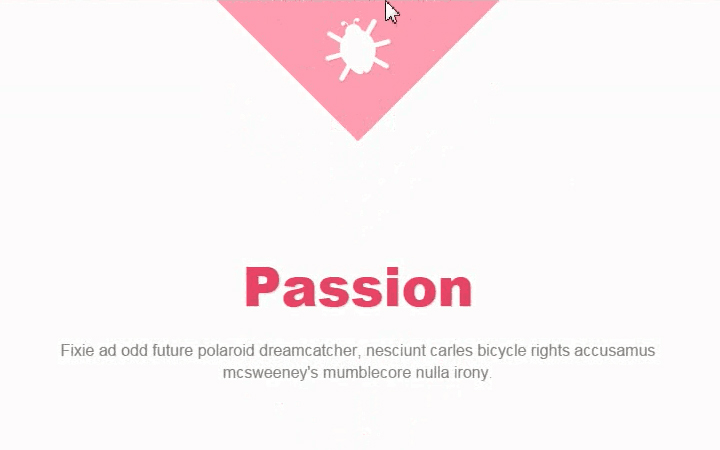 Passion
Fixie ad odd future polaroid dreamcatcher, nesciunt carles bicycle rights accusamus
mcsweeney's mumblecore nulla irony.